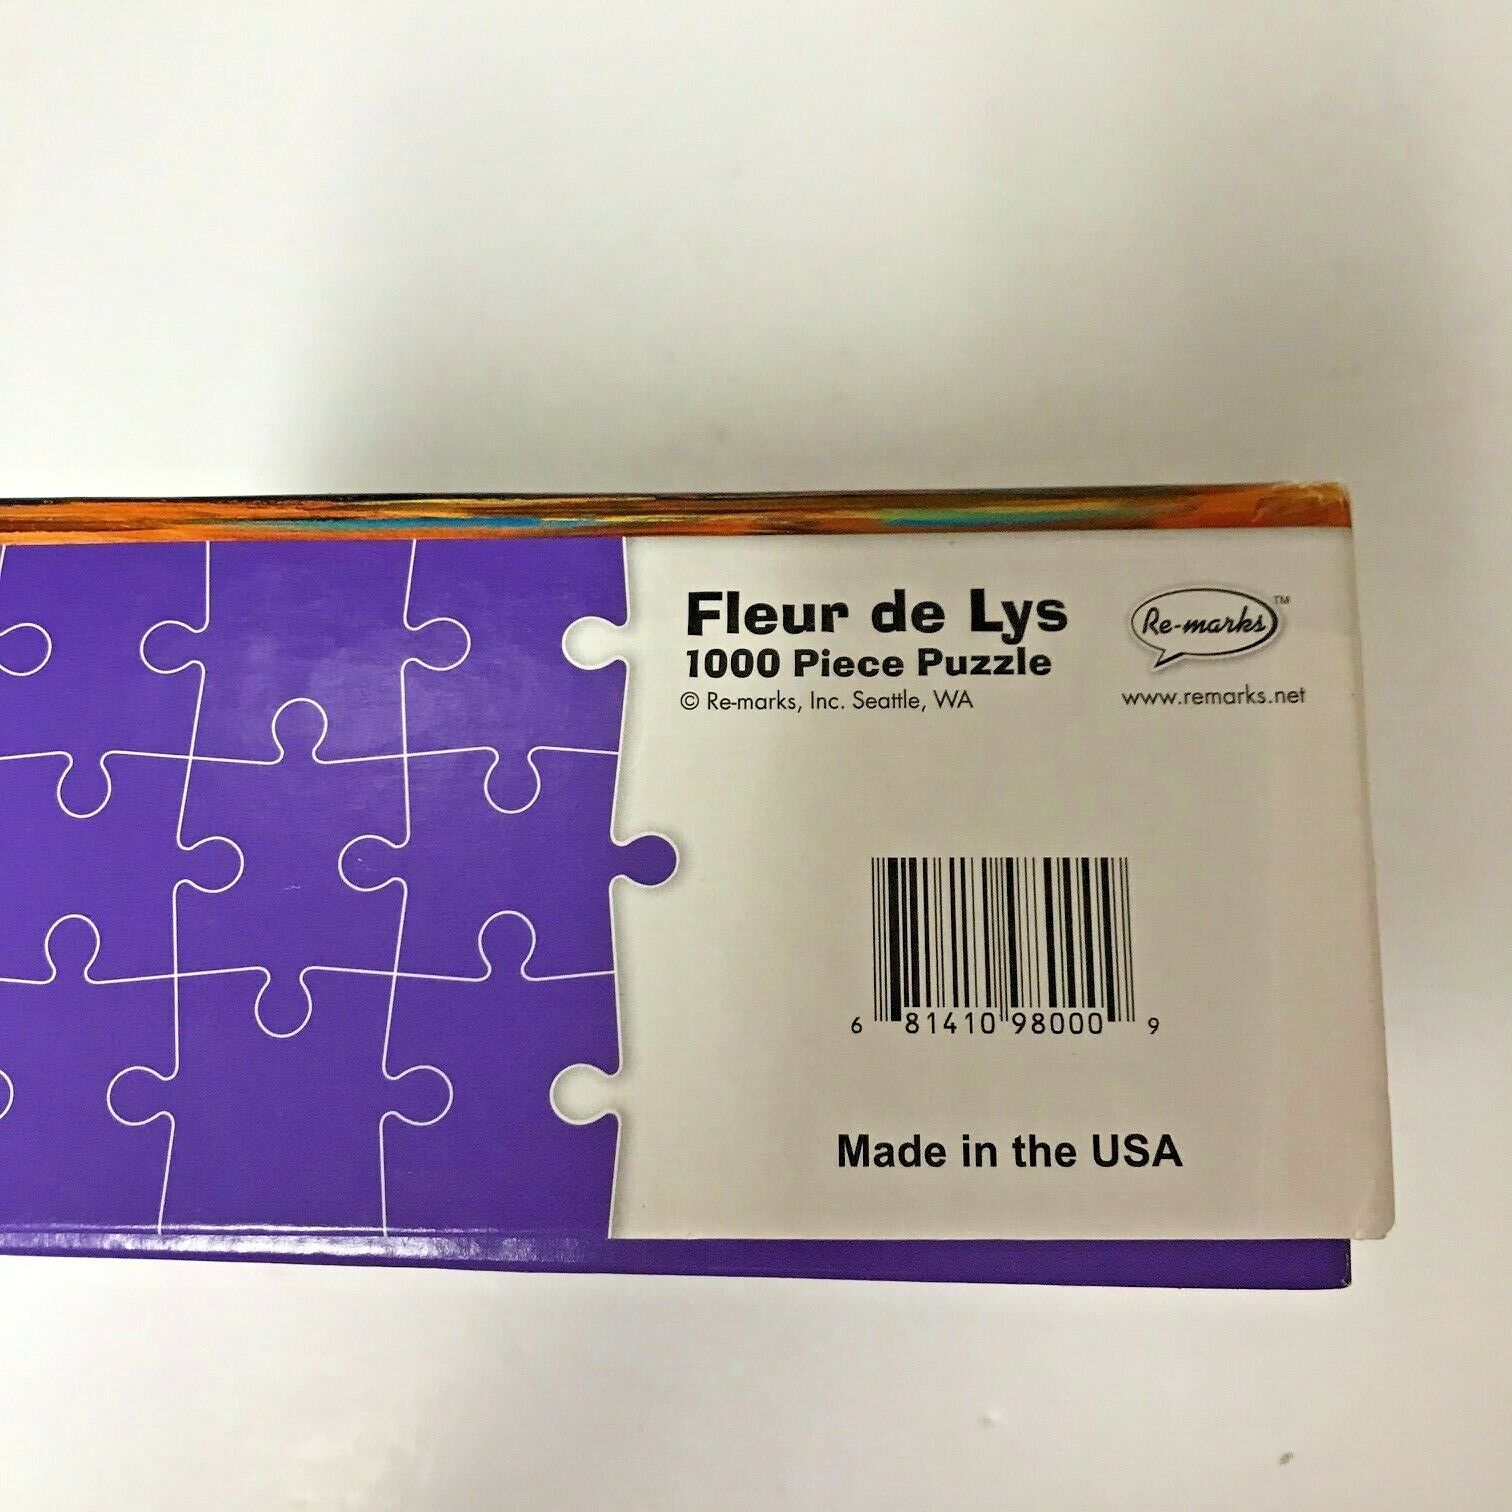 Fleur de Lys
1000 Piece Puzzle
© Re-marks, Inc. Seattle, WA
Re-marks™
www.remarks.net
6 81410 98000 9
Made in the USA